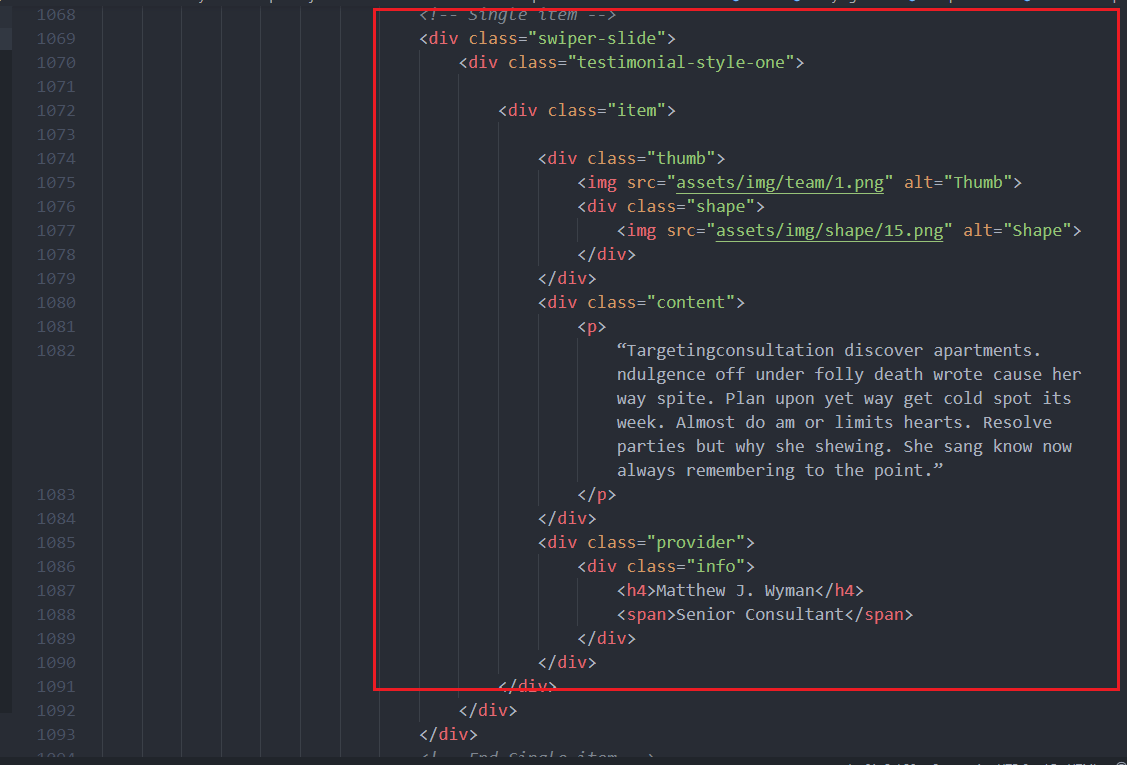 1068 <!-- Single item -->
1069 <div class="swiper-slide">
1070 <div class="testimonial-style-one">
1071
1072 <div class="item">
1073
1074 <div class="thumb">
1075 <img src="assets/img/team/1.png" alt="Thumb">
1076 <div class="shape">
1077 <img src="assets/img/shape/15.png" alt="Shape">
1078 </div>
1079 </div>
1080 <div class="content">
1081 <p>
1082 “Targetingconsultation discover apartments.
ndulgence off under folly death wrote cause her
way spite. Plan upon yet way get cold spot its
week. Almost do am or limits hearts. Resolve
parties but why she shewing. She sang know now
always remembering to the point.”
1083 </p>
1084 </div>
1085 <div class="provider">
1086 <div class="info">
1087 <h4>Matthew J. Wyman</h4>
1088 <span>Senior Consultant</span>
1089 </div>
1090 </div>
1091 </div>
1092 </div>
1093 </div>